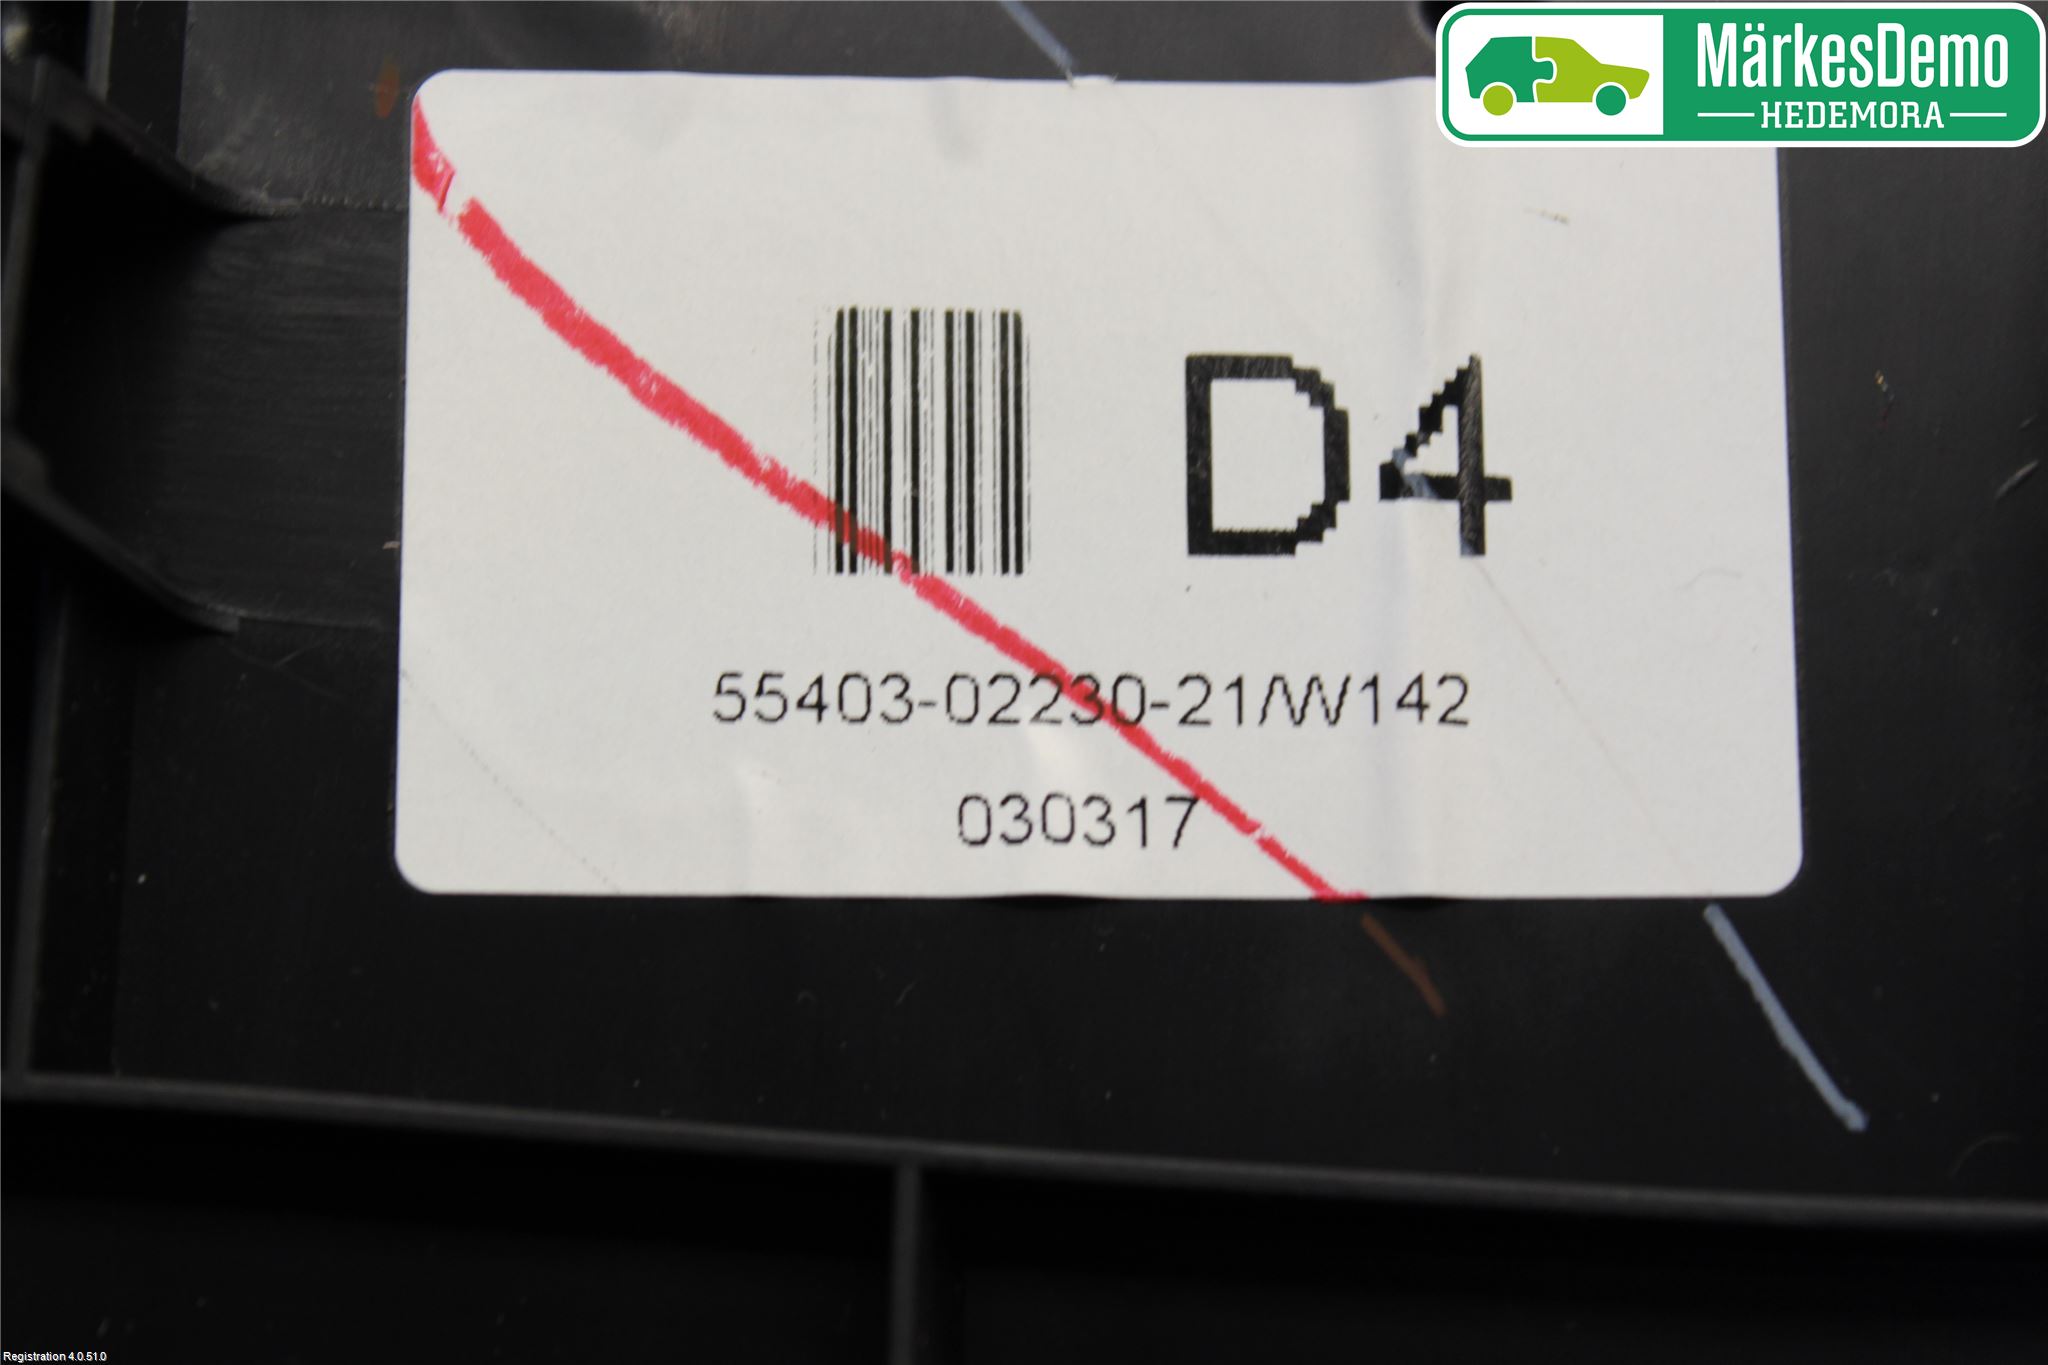 MärkesDemo
HEDEMORA
D4
55403-02230-21/W142
030317
Registration 4.0.51.0